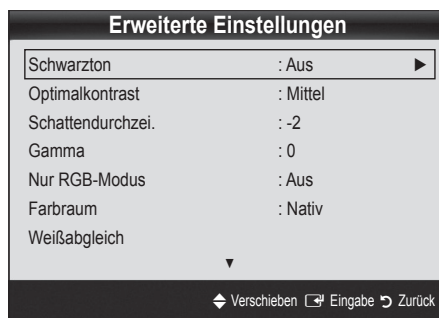 Erweiterte Einstellungen
Schwarzton : Aus ▶
Optimalkontrast : Mittel
Schattendurchzei. : -2
Gamma : 0
Nur RGB-Modus : Aus
Farbraum : Nativ
Weißabgleich
▼
Verschieben Eingabe Zurück